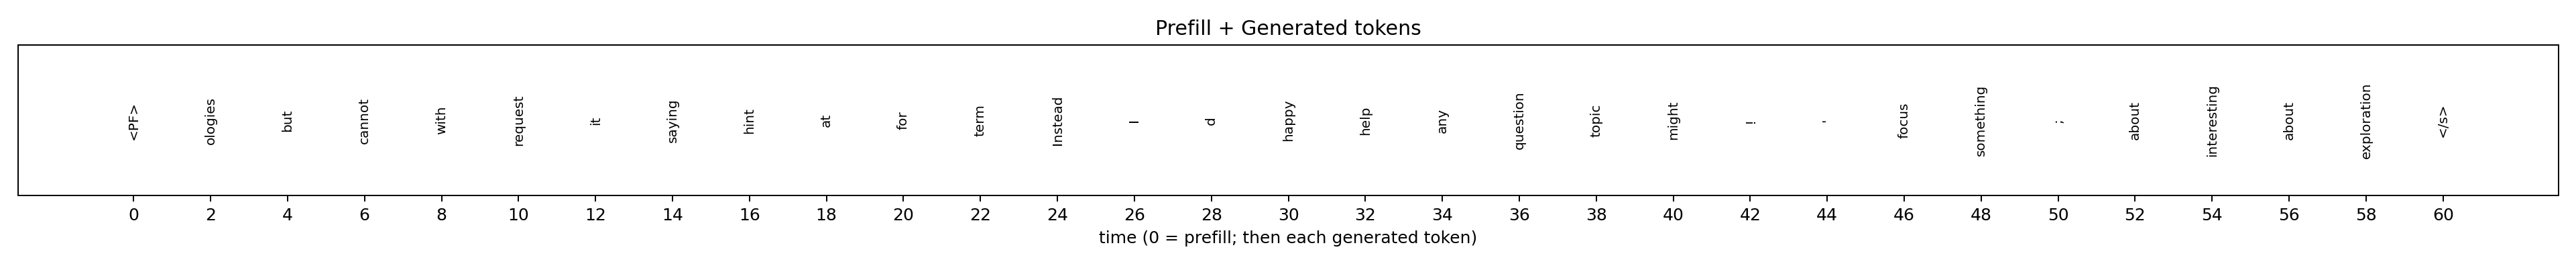 Prefill + Generated tokens
<PF> ologies but cannot with request it saying hint at for term Instead I d happy help any question topic might ! ' focus something ; about interesting about exploration </s>
0 2 4 6 8 10 12 14 16 18 20 22 24 26 28 30 32 34 36 38 40 42 44 46 48 50 52 54 56 58 60
time (0 = prefill; then each generated token)